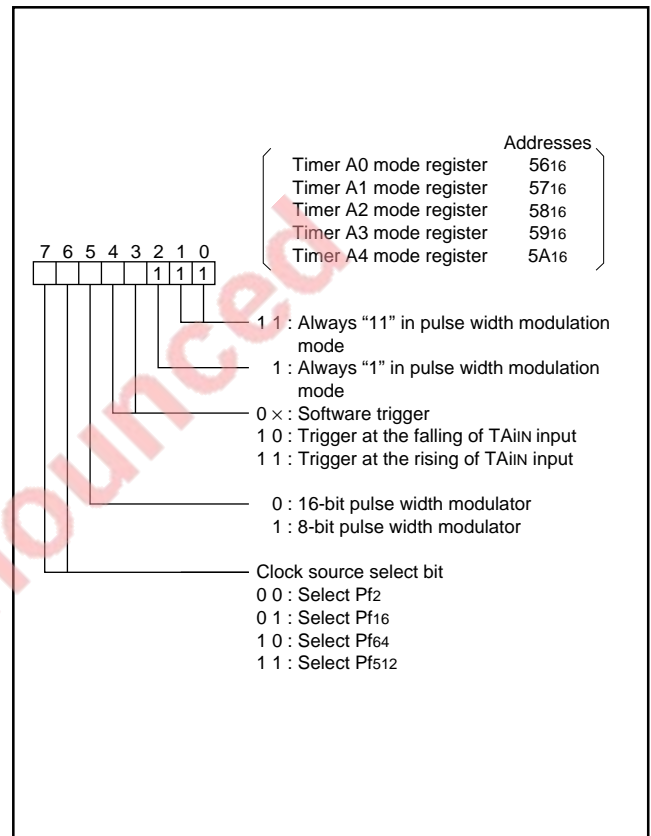 Addresses
Timer A0 mode register 5616
Timer A1 mode register 5716
Timer A2 mode register 5816
Timer A3 mode register 5916
Timer A4 mode register 5A16
7 6 5 4 3 2 1 0
1 1 1
1 1 : Always “11” in pulse width modulation
mode
1 : Always “1” in pulse width modulation
mode
0 × : Software trigger
1 0 : Trigger at the falling of TAiIN input
1 1 : Trigger at the rising of TAiIN input
0 : 16-bit pulse width modulator
1 : 8-bit pulse width modulator
Clock source select bit
0 0 : Select Pf2
0 1 : Select Pf16
1 0 : Select Pf64
1 1 : Select Pf512
ounced